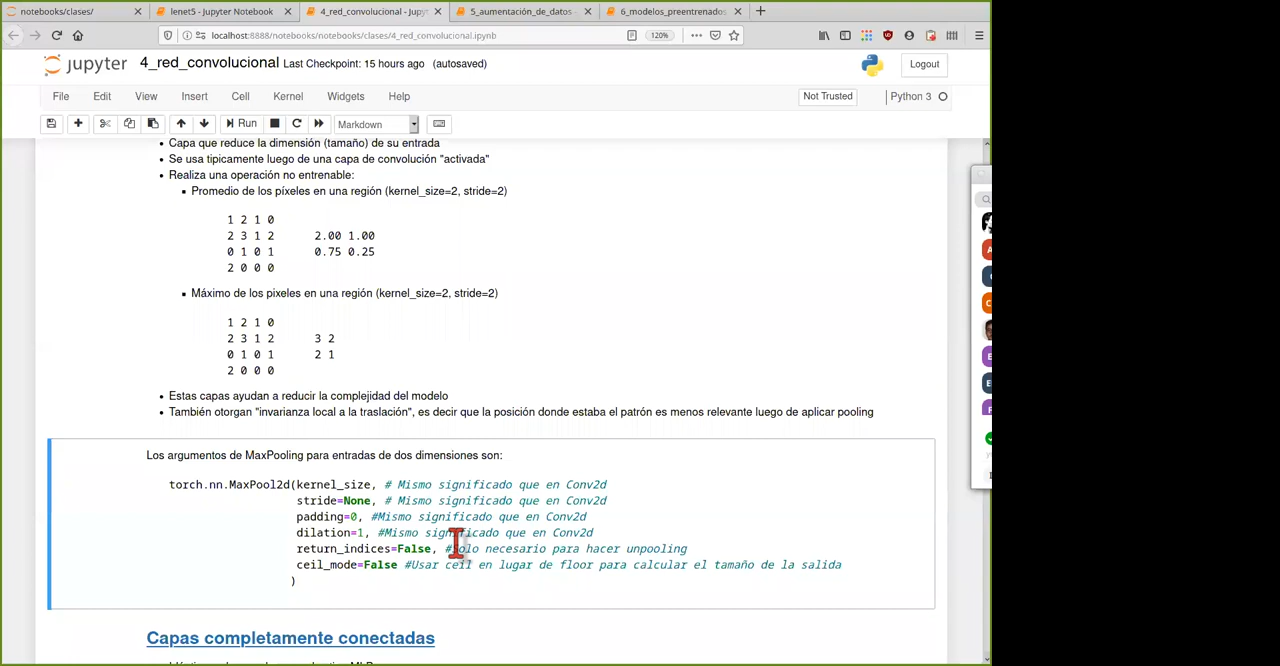 notebooks/clases/
lenet5 - Jupyter Notebook
4_red_convolucional - Jupyt
5_aumentación_de_datos -
6_modelos_preentrenados
localhost:8888/notebooks/notebooks/clases/4_red_convolucional.ipynb
120%
jupyter 4_red_convolucional Last Checkpoint: 15 hours ago (autosaved)
Logout
File Edit View Insert Cell Kernel Widgets Help
Not Trusted
Python 3
Run
Markdown
Capa que reduce la dimensión (tamaño) de su entrada
Se usa tipicamente luego de una capa de convolución "activada"
Realiza una operación no entrenable:
Promedio de los píxeles en una región (kernel_size=2, stride=2)
1 2 1 0
2 3 1 2 2.00 1.00
0 1 0 1 0.75 0.25
2 0 0 0
Máximo de los pixeles en una región (kernel_size=2, stride=2)
1 2 1 0
2 3 1 2 3 2
0 1 0 1 2 1
2 0 0 0
Estas capas ayudan a reducir la complejidad del modelo
También otorgan "invarianza local a la traslación", es decir que la posición donde estaba el patrón es menos relevante luego de aplicar pooling
Los argumentos de MaxPooling para entradas de dos dimensiones son:
torch.nn.MaxPool2d(kernel_size, # Mismo significado que en Conv2d
stride=None, # Mismo significado que en Conv2d
padding=0, #Mismo significado que en Conv2d
dilation=1, #Mismo significado que en Conv2d
return_indices=False, #Solo necesario para hacer unpooling
ceil_mode=False #Usar ceil en lugar de floor para calcular el tamaño de la salida
)
Capas completamente conectadas